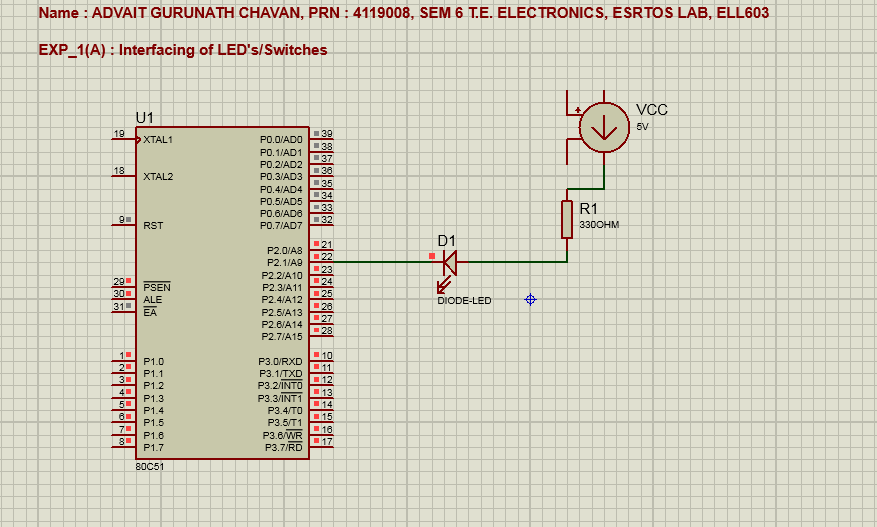 Name : ADVAIT GURUNATH CHAVAN, PRN : 4119008, SEM 6 T.E. ELECTRONICS, ESRTOS LAB, ELL603
EXP_1(A) : Interfacing of LED's/Switches
U1
19 XTAL1
18 XTAL2
9 RST
29 PSEN
30 ALE
31 EA
1 P1.0
2 P1.1
3 P1.2
4 P1.3
5 P1.4
6 P1.5
7 P1.6
8 P1.7
P0.0/AD0 39
P0.1/AD1 38
P0.2/AD2 37
P0.3/AD3 36
P0.4/AD4 35
P0.5/AD5 34
P0.6/AD6 33
P0.7/AD7 32
P2.0/A8 21
P2.1/A9 22
P2.2/A10 23
P2.3/A11 24
P2.4/A12 25
P2.5/A13 26
P2.6/A14 27
P2.7/A15 28
P3.0/RXD 10
P3.1/TXD 11
P3.2/INT0 12
P3.3/INT1 13
P3.4/T0 14
P3.5/T1 15
P3.6/WR 16
P3.7/RD 17
80C51
D1
DIODE-LED
VCC
5V
+
R1
330OHM